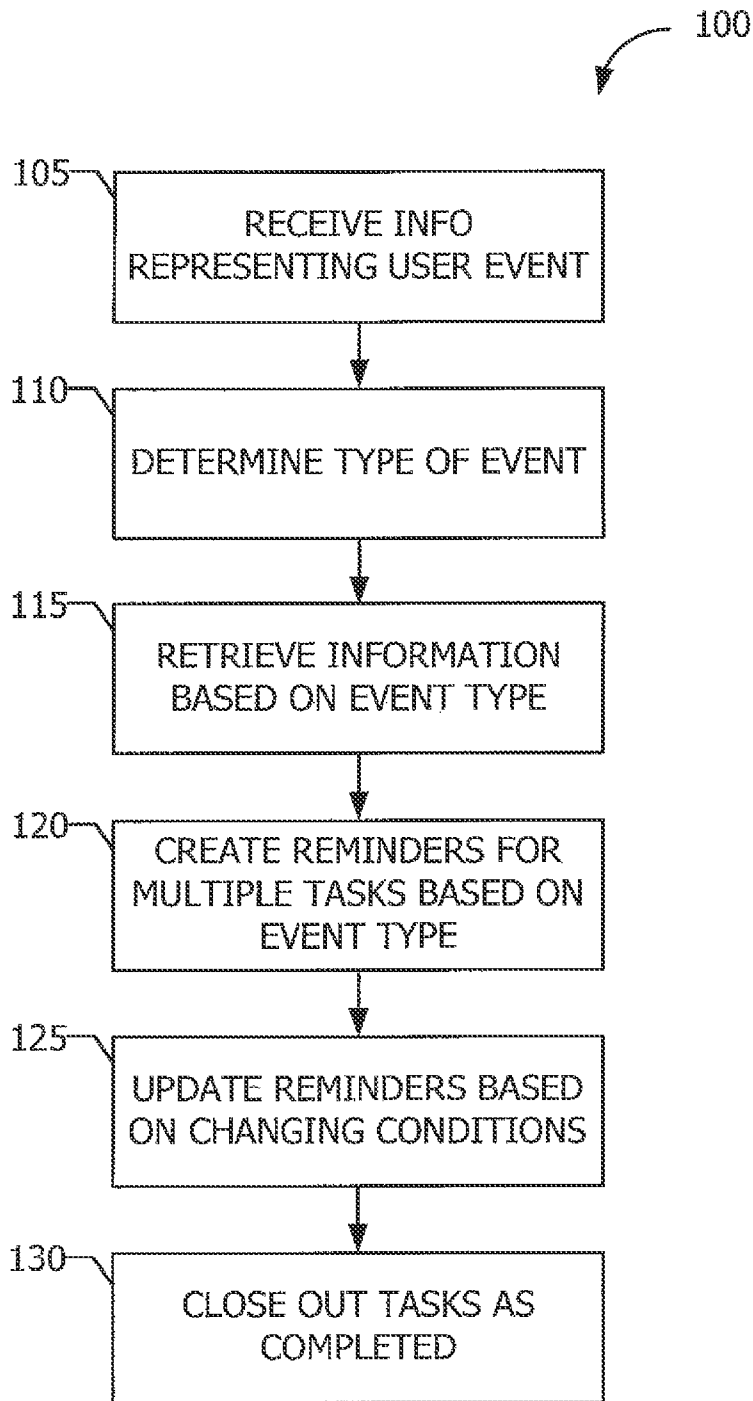 100
105
RECEIVE INFO
REPRESENTING USER EVENT
110
DETERMINE TYPE OF EVENT
115
RETRIEVE INFORMATION
BASED ON EVENT TYPE
120
CREATE REMINDERS FOR
MULTIPLE TASKS BASED ON
EVENT TYPE
125
UPDATE REMINDERS BASED
ON CHANGING CONDITIONS
130
CLOSE OUT TASKS AS
COMPLETED